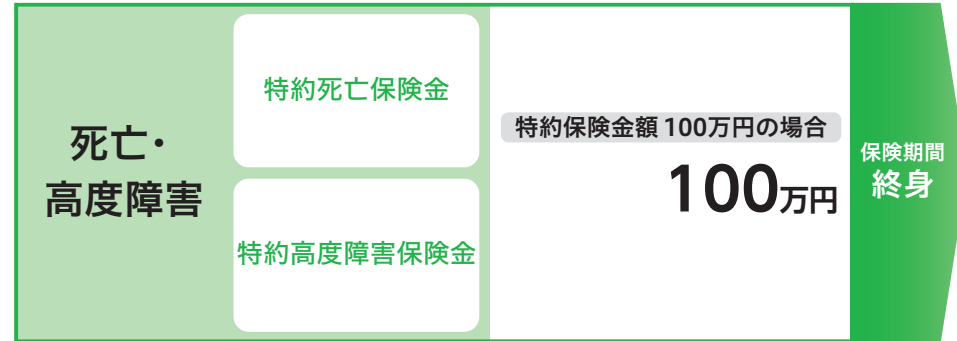 死亡・
高度障害
特約死亡保険金
特約高度障害保険金
特約保険金額 100万円の場合
100万円
保険期間
終身